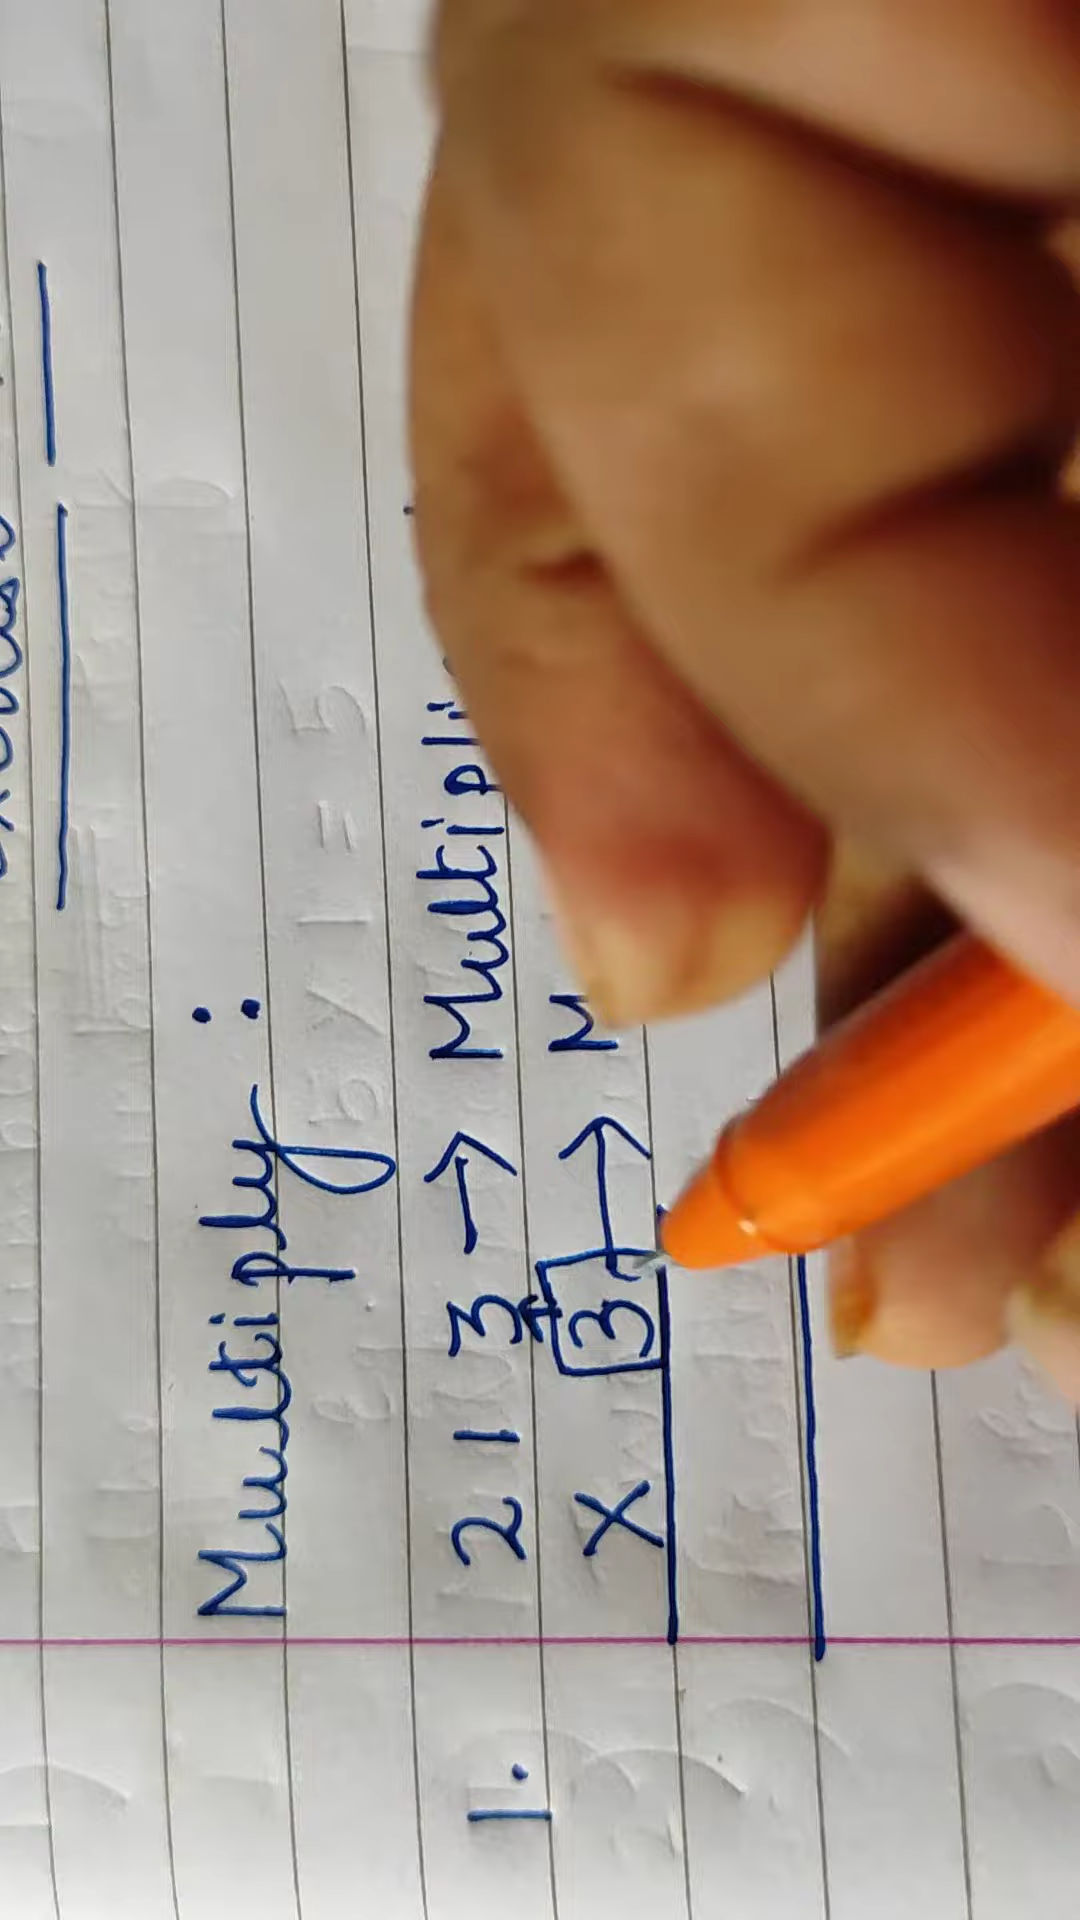 Multiply :
1. 213 → Multipli
x 3 → M